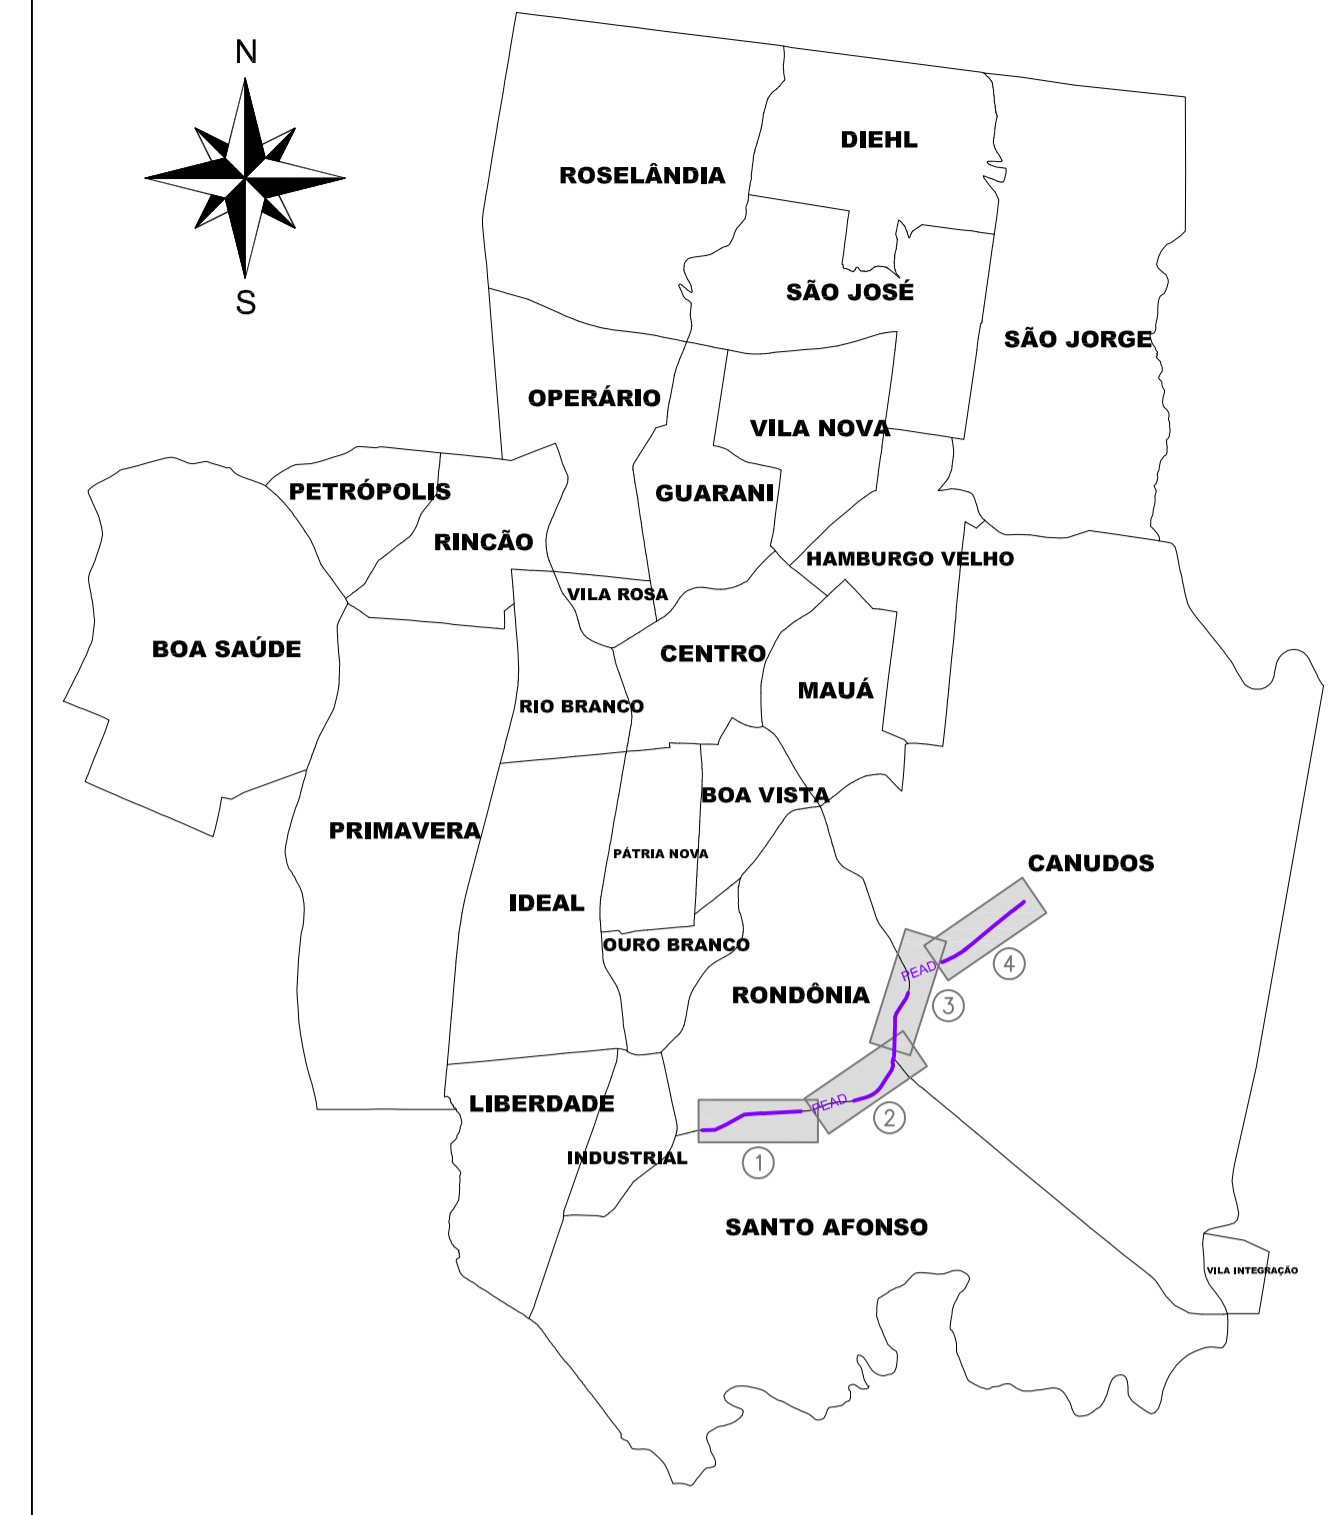 N
S
DIEHL
ROSELÂNDIA
SÃO JOSÉ
SÃO JORGE
OPERÁRIO
VILA NOVA
PETRÓPOLIS
GUARANI
RINCÃO
HAMBURGO VELHO
VILA ROSA
BOA SAÚDE
CENTRO
MAUÁ
RIO BRANCO
BOA VISTA
PRIMAVERA
PÁTRIA NOVA
CANUDOS
IDEAL
OURO BRANCO
4
PEAD
RONDÔNIA
3
LIBERDADE
PEAD
2
INDUSTRIAL
1
SANTO AFONSO
VILA INTEGRAÇÃO